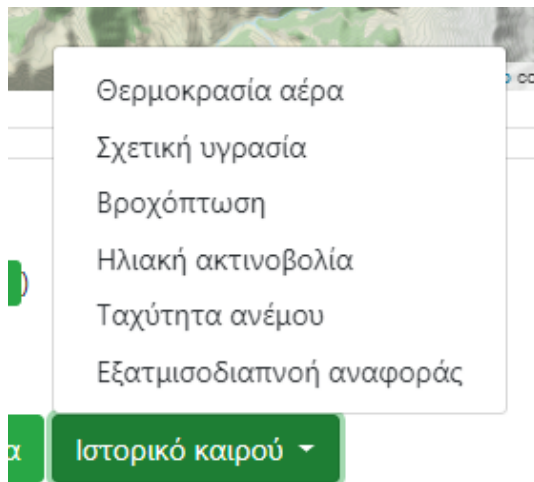 Θερμοκρασία αέρα
Σχετική υγρασία
Βροχόπτωση
Ηλιακή ακτινοβολία
Ταχύτητα ανέμου
Εξατμισοδιαπνοή αναφοράς
Ιστορικό καιρού